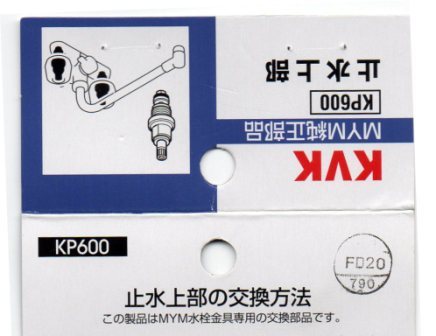 KVK
MYM純正部品
KP600
止水上部
KP600
FD20
790
止水上部の交換方法
この製品はMYM水栓金具専用の交換部品です。